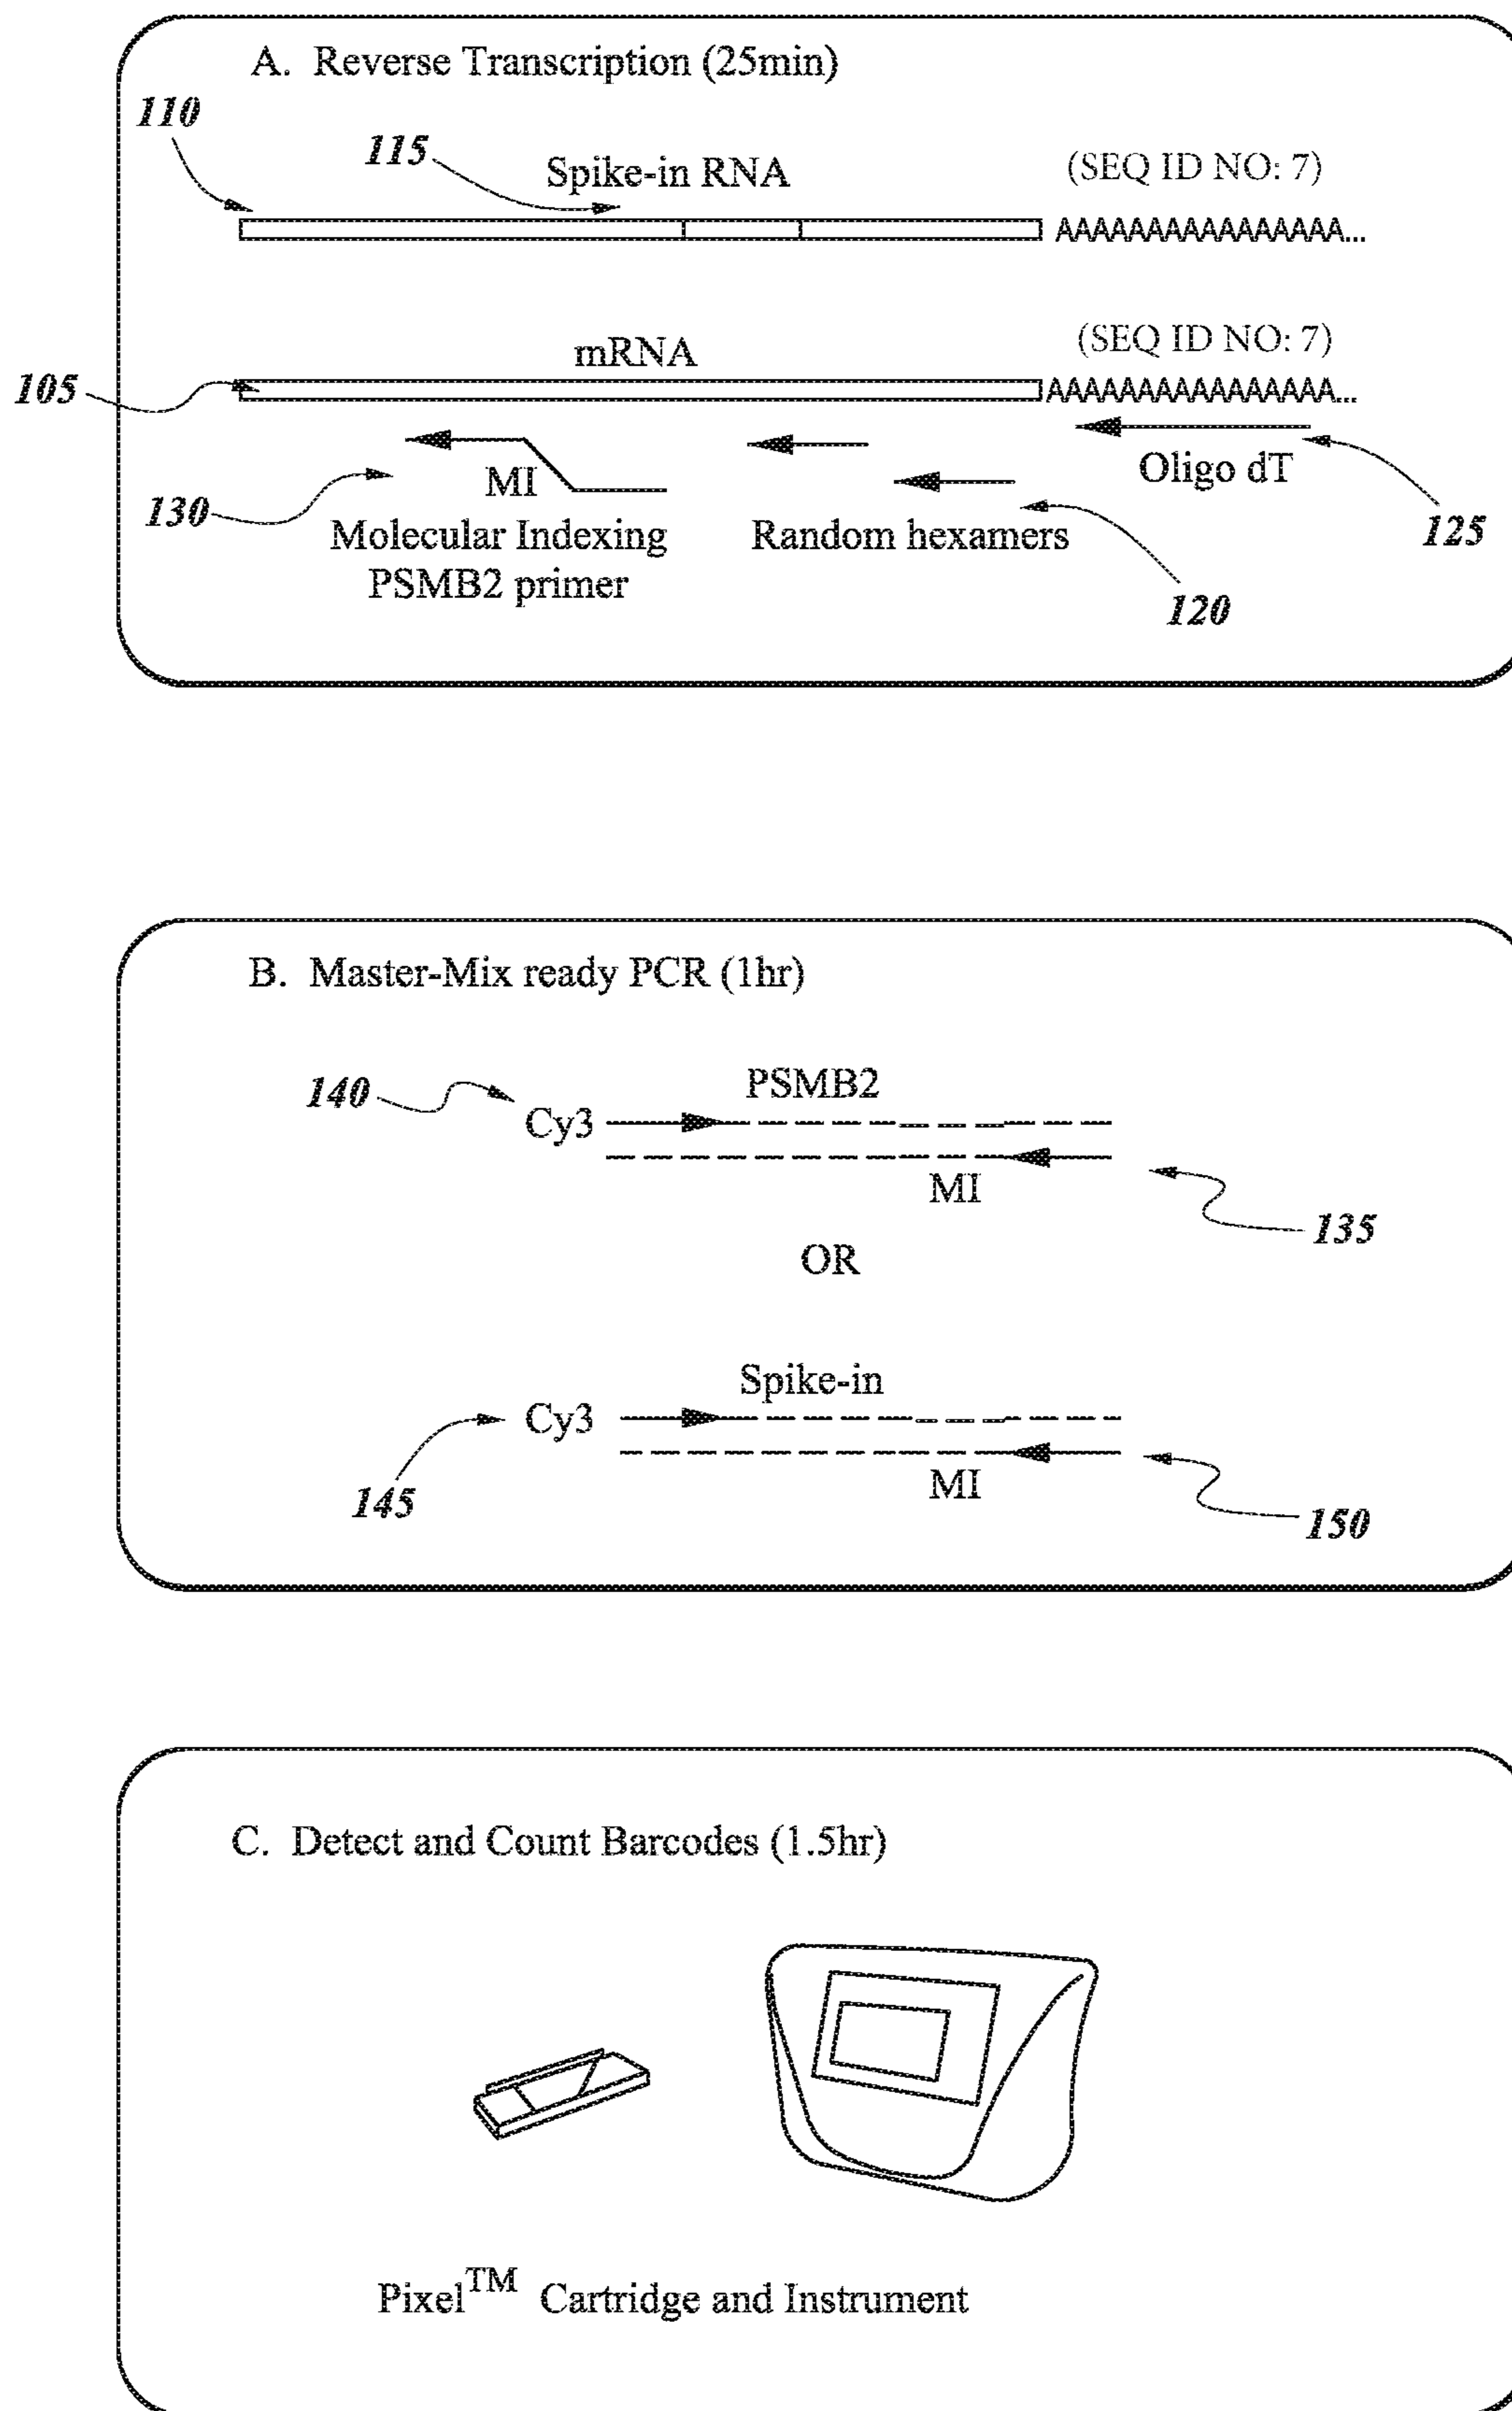 A. Reverse Transcription (25min)
110
115
Spike-in RNA
(SEQ ID NO: 7)
AAAAAAAAAAAAAAAA...
mRNA
(SEQ ID NO: 7)
105
AAAAAAAAAAAAAAAA...
MI
Oligo dT
130
Molecular Indexing
PSMB2 primer
Random hexamers
125
120
B. Master-Mix ready PCR (1hr)
140
PSMB2
Cy3
MI
135
OR
Spike-in
Cy3
MI
145
150
C. Detect and Count Barcodes (1.5hr)
Pixel™ Cartridge and Instrument